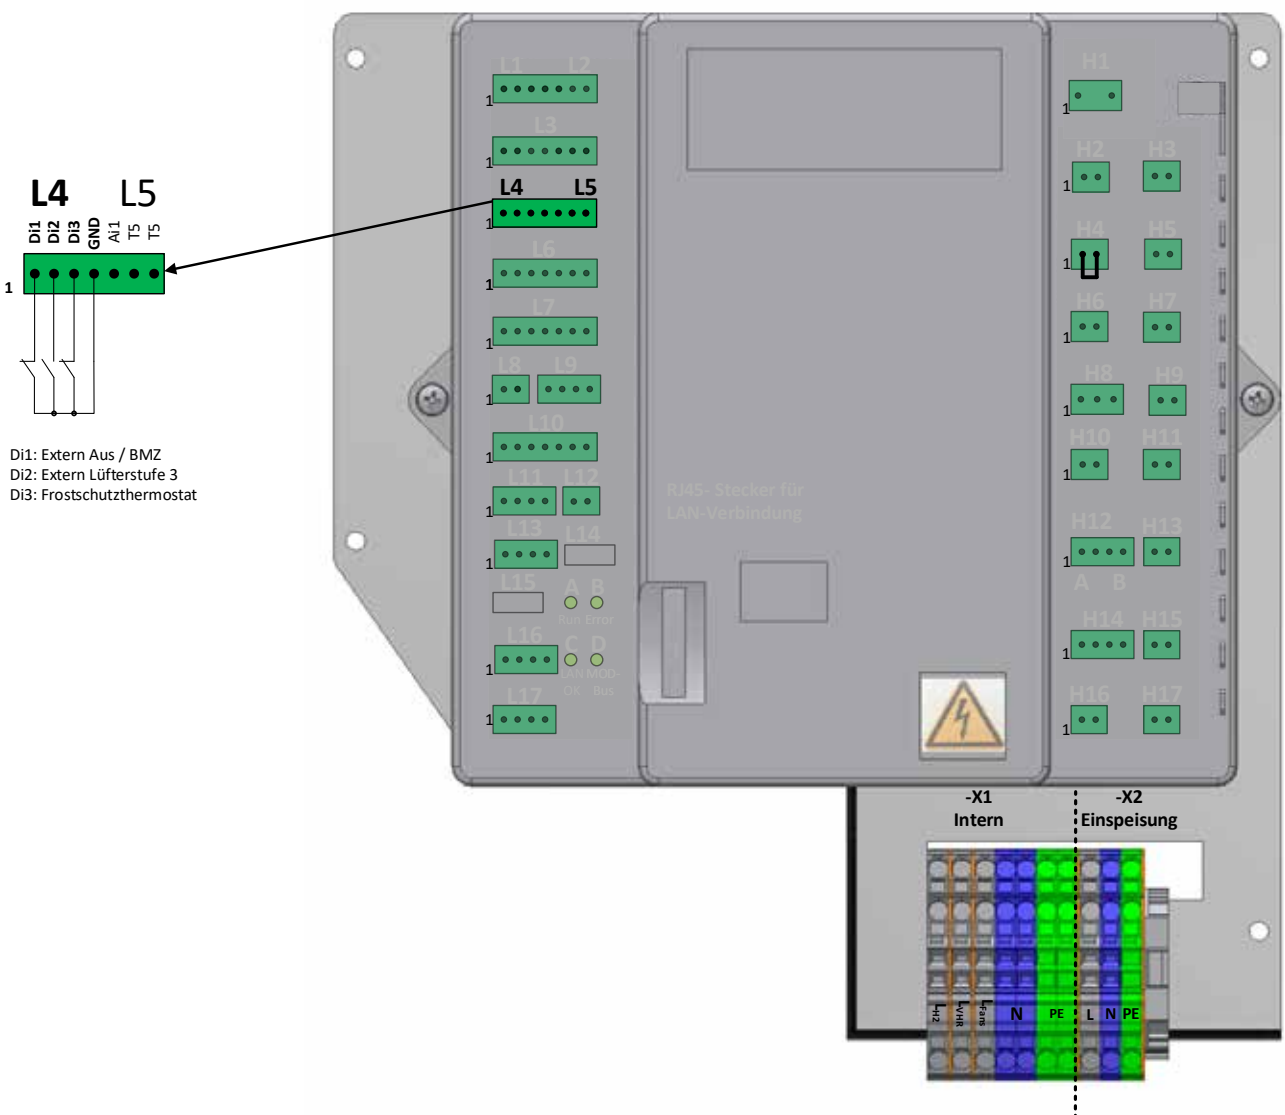 L4 L5
Di1 Di2 Di3 GND Ai1 T5 T5
1
Di1: Extern Aus / BMZ
Di2: Extern Lüfterstufe 3
Di3: Frostschutzthermostat
L1 L2
1
L3
1
L4 L5
1
L6
1
L7
1
L8 L9
1
L10
1
L11 L12
1
L13 L14
1
L15 A B
Run Error
L16 C D
1
LAN MOD-
OK Bus
L17
1
RJ45- Stecker für
LAN-Verbindung
H1
1
H2 H3
1
H4 H5
1
H6 H7
1
H8 H9
1
H10 H11
1
H12 H13
1
A B
H14 H15
1
H16 H17
1
-X1 -X2
Intern Einspeisung
LH2 LVHR LFans N PE L N PE